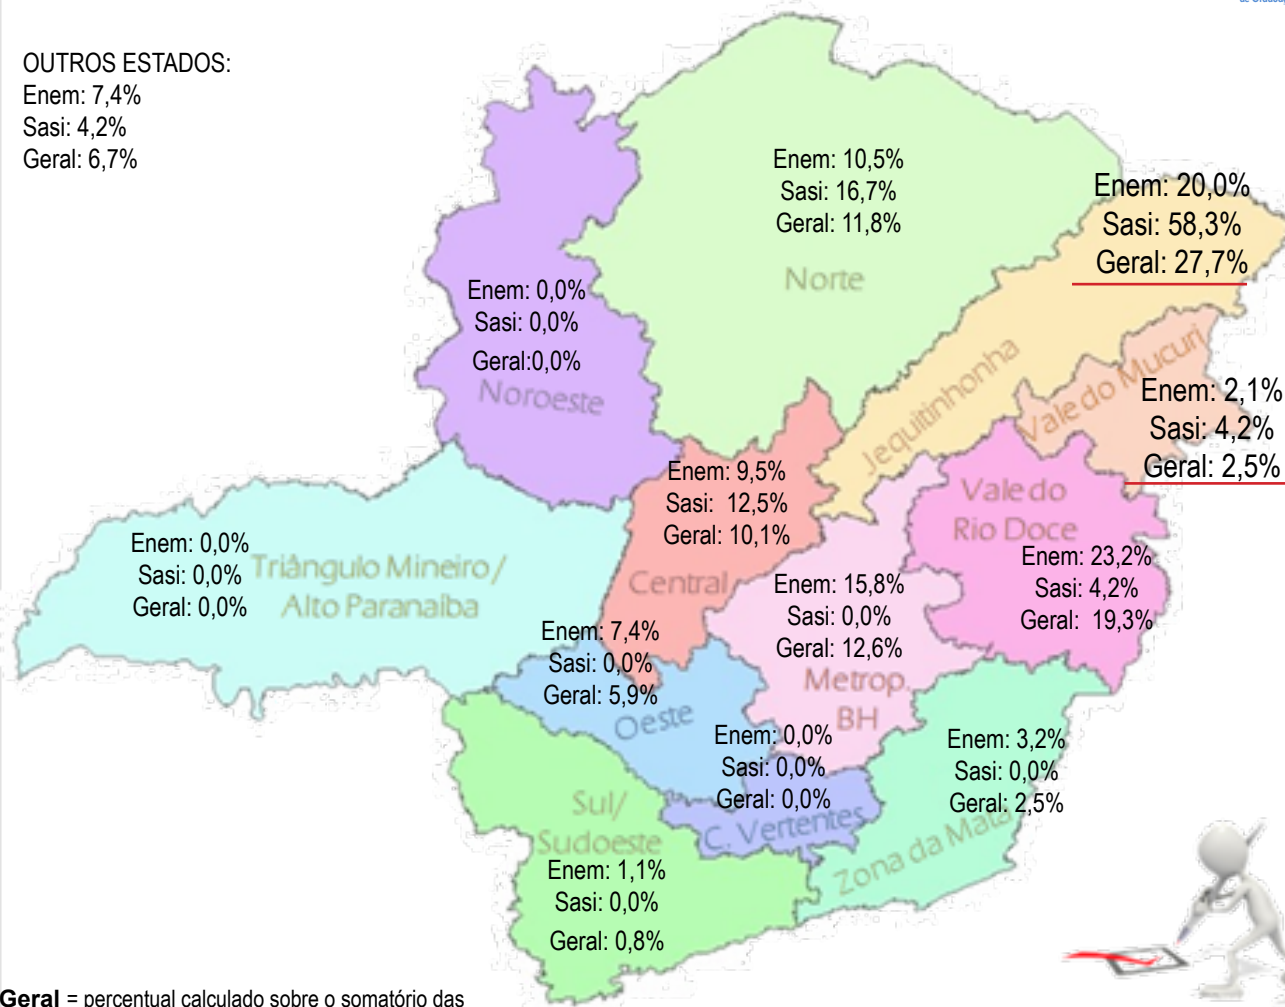 OUTROS ESTADOS:
Enem: 7,4%
Sasi: 4,2%
Geral: 6,7%
Enem: 10,5%
Sasi: 16,7%
Geral: 11,8%
Norte
Enem: 20,0%
Sasi: 58,3%
Geral: 27,7%
Jequitinhonha
Enem: 0,0%
Sasi: 0,0%
Geral:0,0%
Noroeste
Vale do Mucuri
Enem: 2,1%
Sasi: 4,2%
Geral: 2,5%
Enem: 9,5%
Sasi: 12,5%
Geral: 10,1%
Central
Vale do
Rio Doce
Enem: 23,2%
Sasi: 4,2%
Geral: 19,3%
Enem: 0,0%
Sasi: 0,0%
Geral: 0,0%
Triângulo Mineiro/
Alto Paranaíba
Enem: 15,8%
Sasi: 0,0%
Geral: 12,6%
Metrop.
BH
Enem: 7,4%
Sasi: 0,0%
Geral: 5,9%
Oeste
Enem: 0,0%
Sasi: 0,0%
Geral: 0,0%
C. Vertentes
Enem: 3,2%
Sasi: 0,0%
Geral: 2,5%
Zona da Mata
Sul/
Sudoeste
Enem: 1,1%
Sasi: 0,0%
Geral: 0,8%
Geral = percentual calculado sobre o somatório das